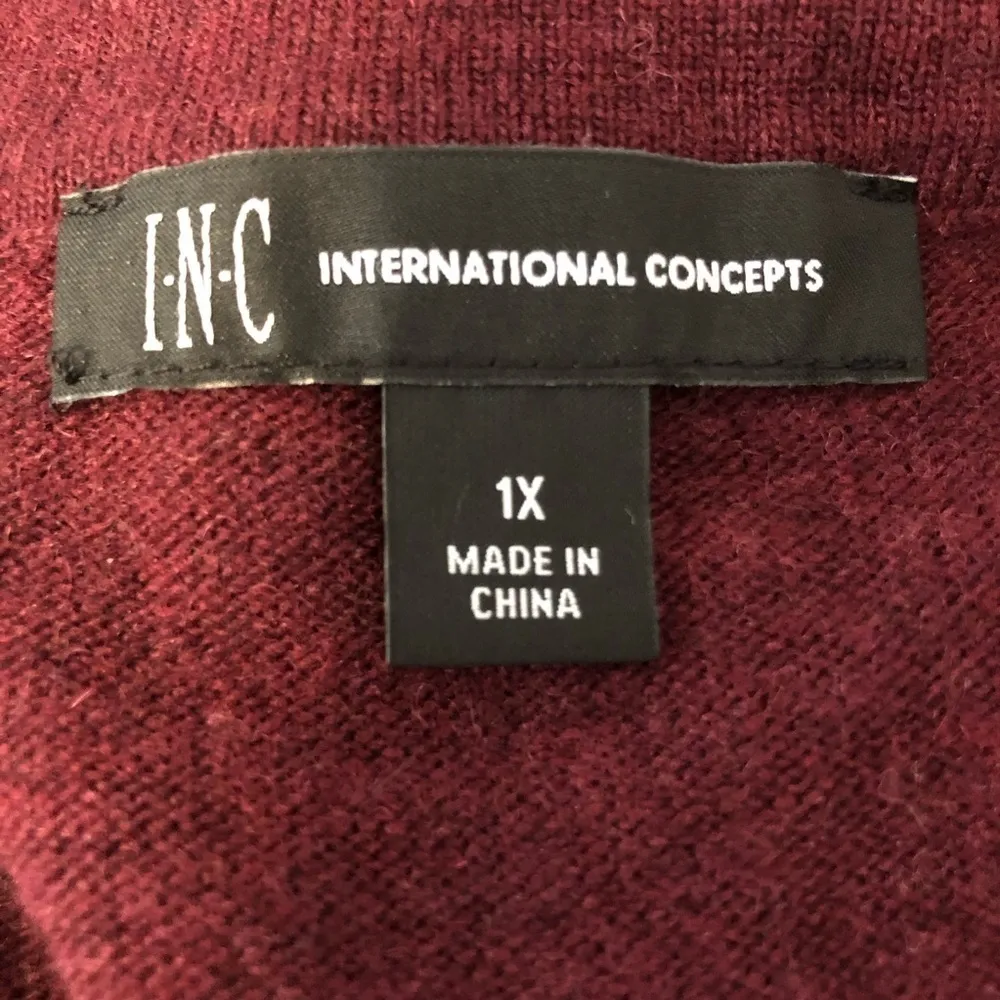 I·N·C INTERNATIONAL CONCEPTS
1X
MADE IN
CHINA